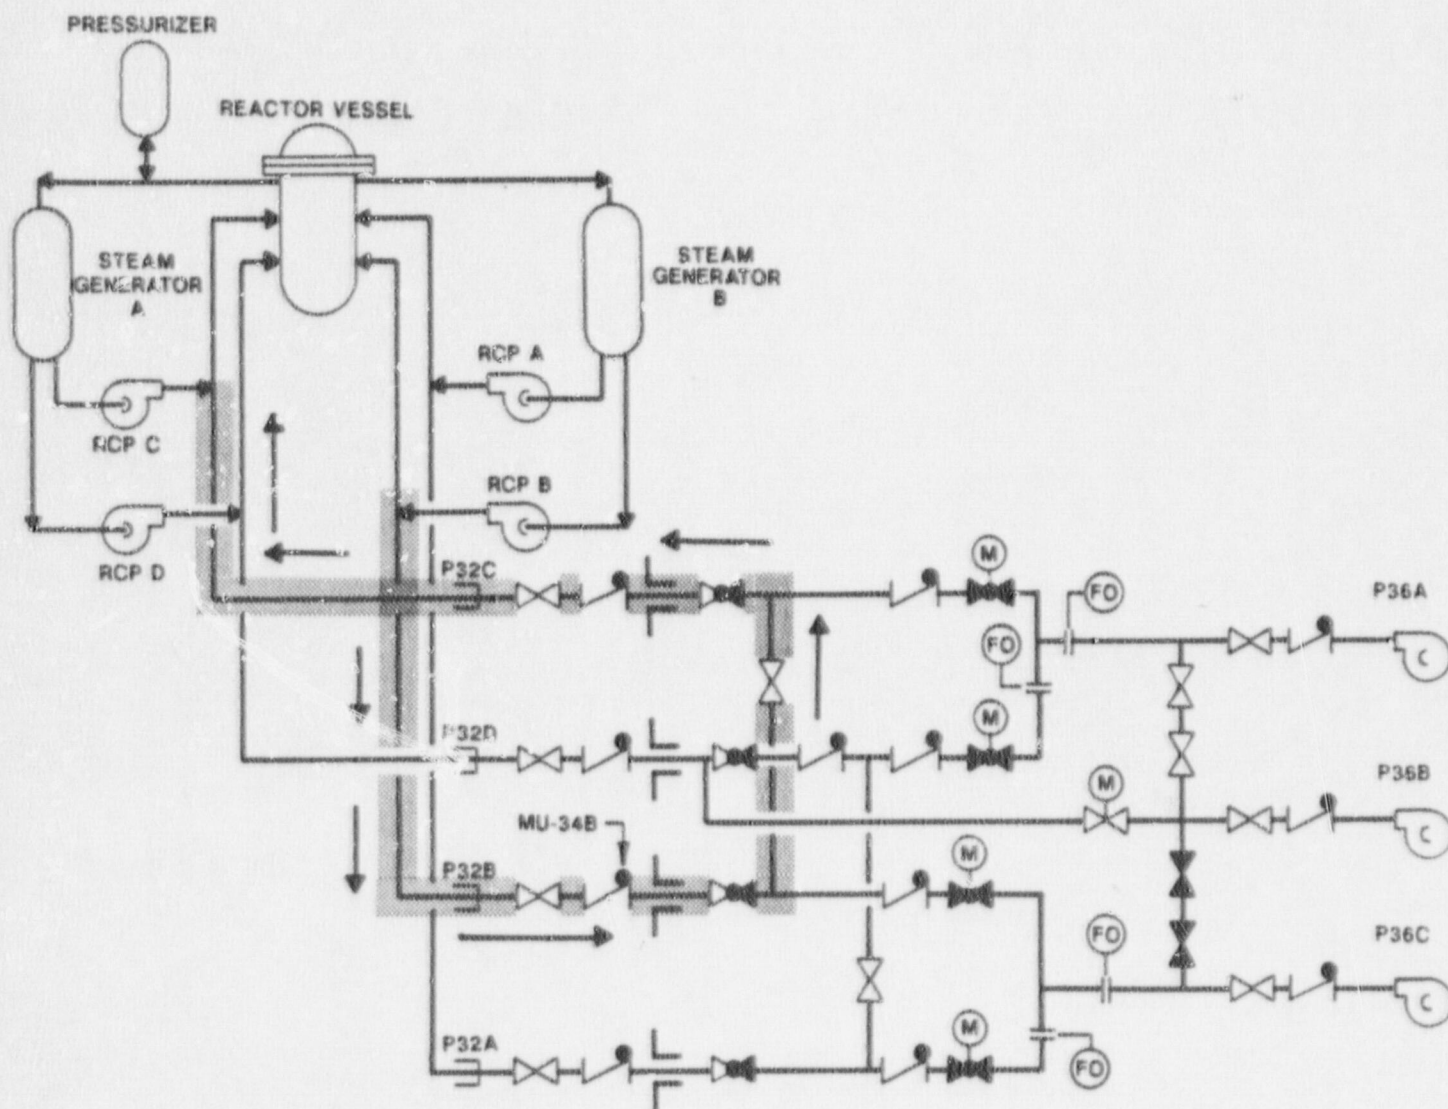 PRESSURIZER
REACTOR VESSEL
STEAM
GENERATOR
A
STEAM
GENERATOR
B
RCP A
RCP C
RCP B
RCP D
P32C
M
FO
P36A
FO
C
M
P32D
P36B
M
MU-34B
C
M
P32B
FO
P36C
C
M
P32A
FO